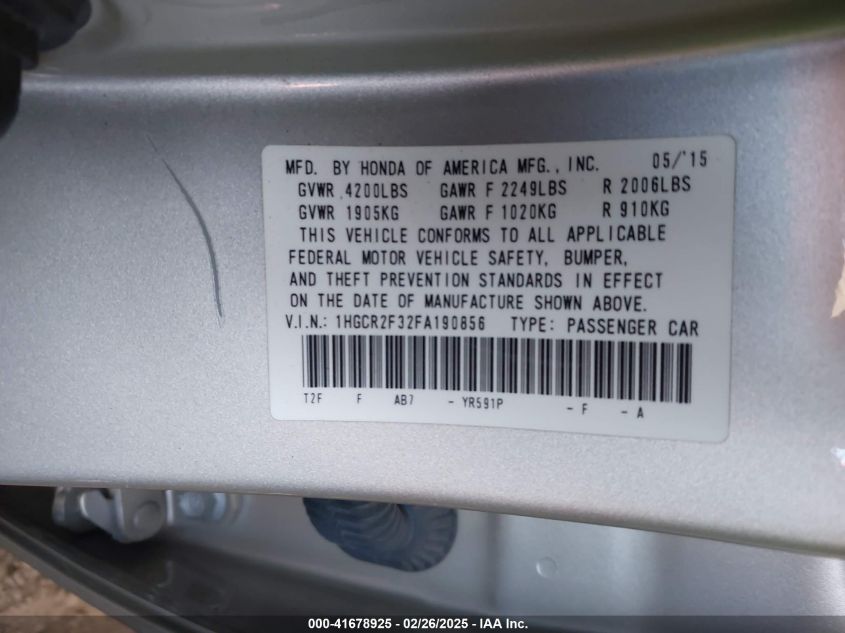 MFD. BY HONDA OF AMERICA MFG., INC. 05/'15
GVWR 4200LBS GAWR F 2249LBS R 2006LBS
GVWR 1905KG GAWR F 1020KG R 910KG
THIS VEHICLE CONFORMS TO ALL APPLICABLE
FEDERAL MOTOR VEHICLE SAFETY, BUMPER,
AND THEFT PREVENTION STANDARDS IN EFFECT
ON THE DATE OF MANUFACTURE SHOWN ABOVE.
V.I.N.: 1HGCR2F32FA190856 TYPE: PASSENGER CAR
T2F F AB7 - YR591P - F - A
000-41678925 - 02/26/2025 - IAA Inc.